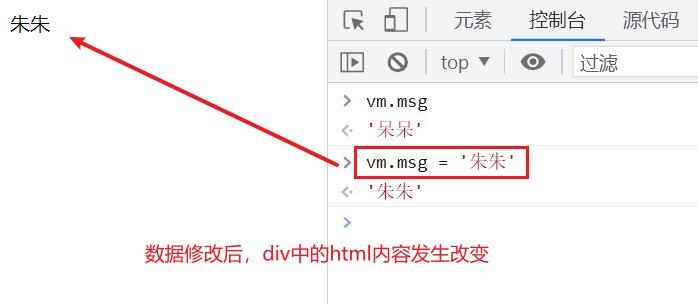 朱朱
元素 控制台 源代码
top 过滤
vm.msg
'呆呆'
vm.msg = '朱朱'
'朱朱'
数据修改后，div中的html内容发生改变